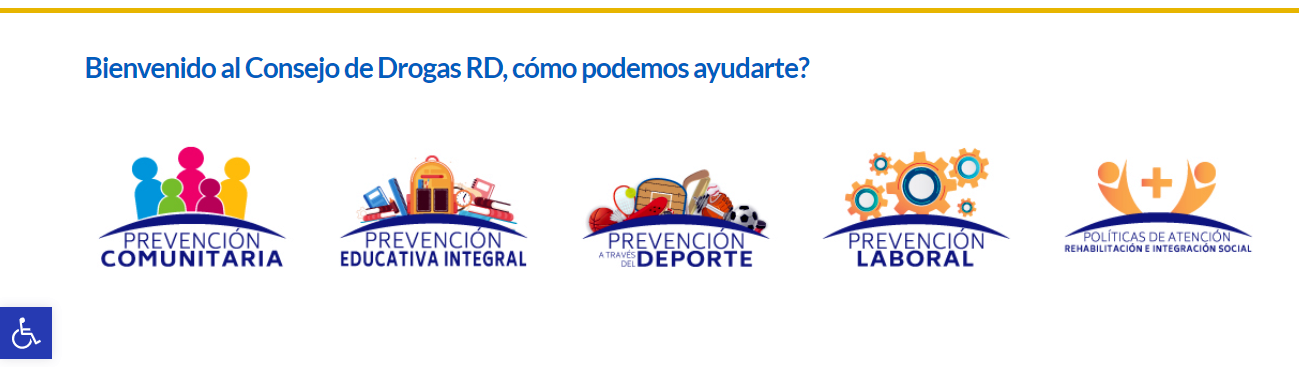 Bienvenido al Consejo de Drogas RD, cómo podemos ayudarte?
PREVENCIÓN
COMUNITARIA
PREVENCIÓN
EDUCATIVA INTEGRAL
PREVENCIÓN
A TRAVÉS
DEL DEPORTE
PREVENCIÓN
LABORAL
POLÍTICAS DE ATENCIÓN
REHABILITACIÓN E INTEGRACIÓN SOCIAL